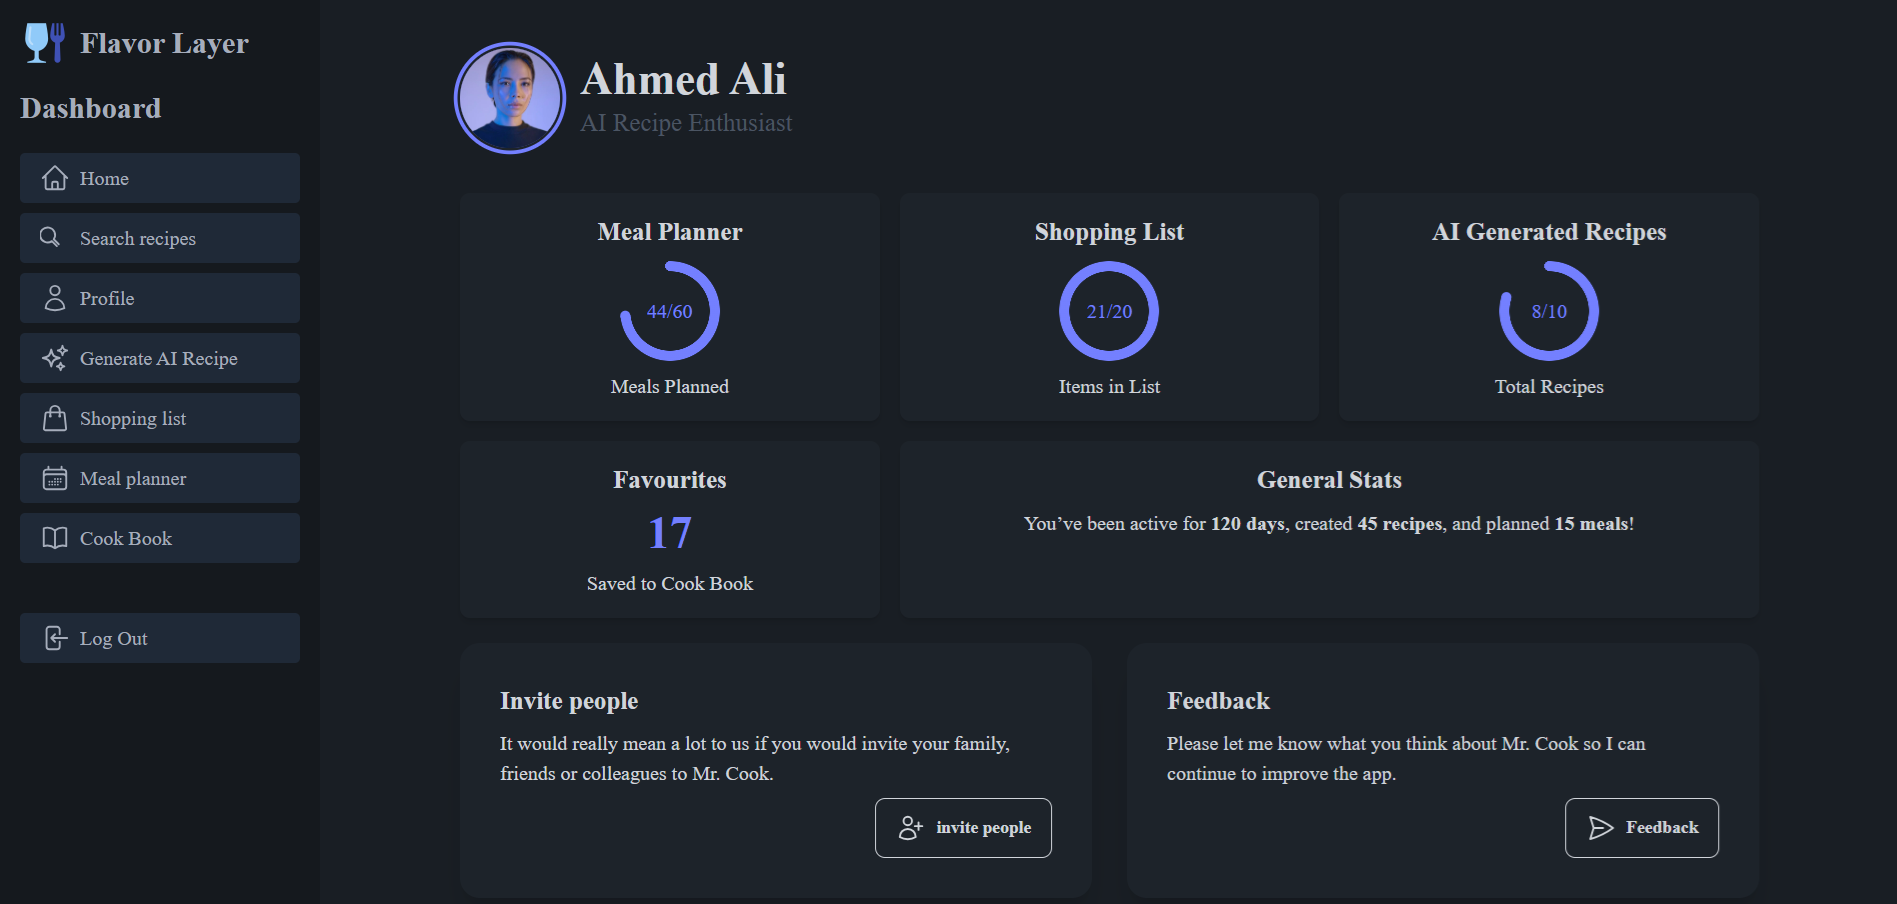 Flavor Layer
Dashboard
Home
Search recipes
Profile
Generate AI Recipe
Shopping list
Meal planner
Cook Book
Log Out
Ahmed Ali
AI Recipe Enthusiast
Meal Planner
44/60
Meals Planned
Shopping List
21/20
Items in List
AI Generated Recipes
8/10
Total Recipes
Favourites
17
Saved to Cook Book
General Stats
You’ve been active for 120 days, created 45 recipes, and planned 15 meals!
Invite people
It would really mean a lot to us if you would invite your family,
friends or colleagues to Mr. Cook.
invite people
Feedback
Please let me know what you think about Mr. Cook so I can
continue to improve the app.
Feedback